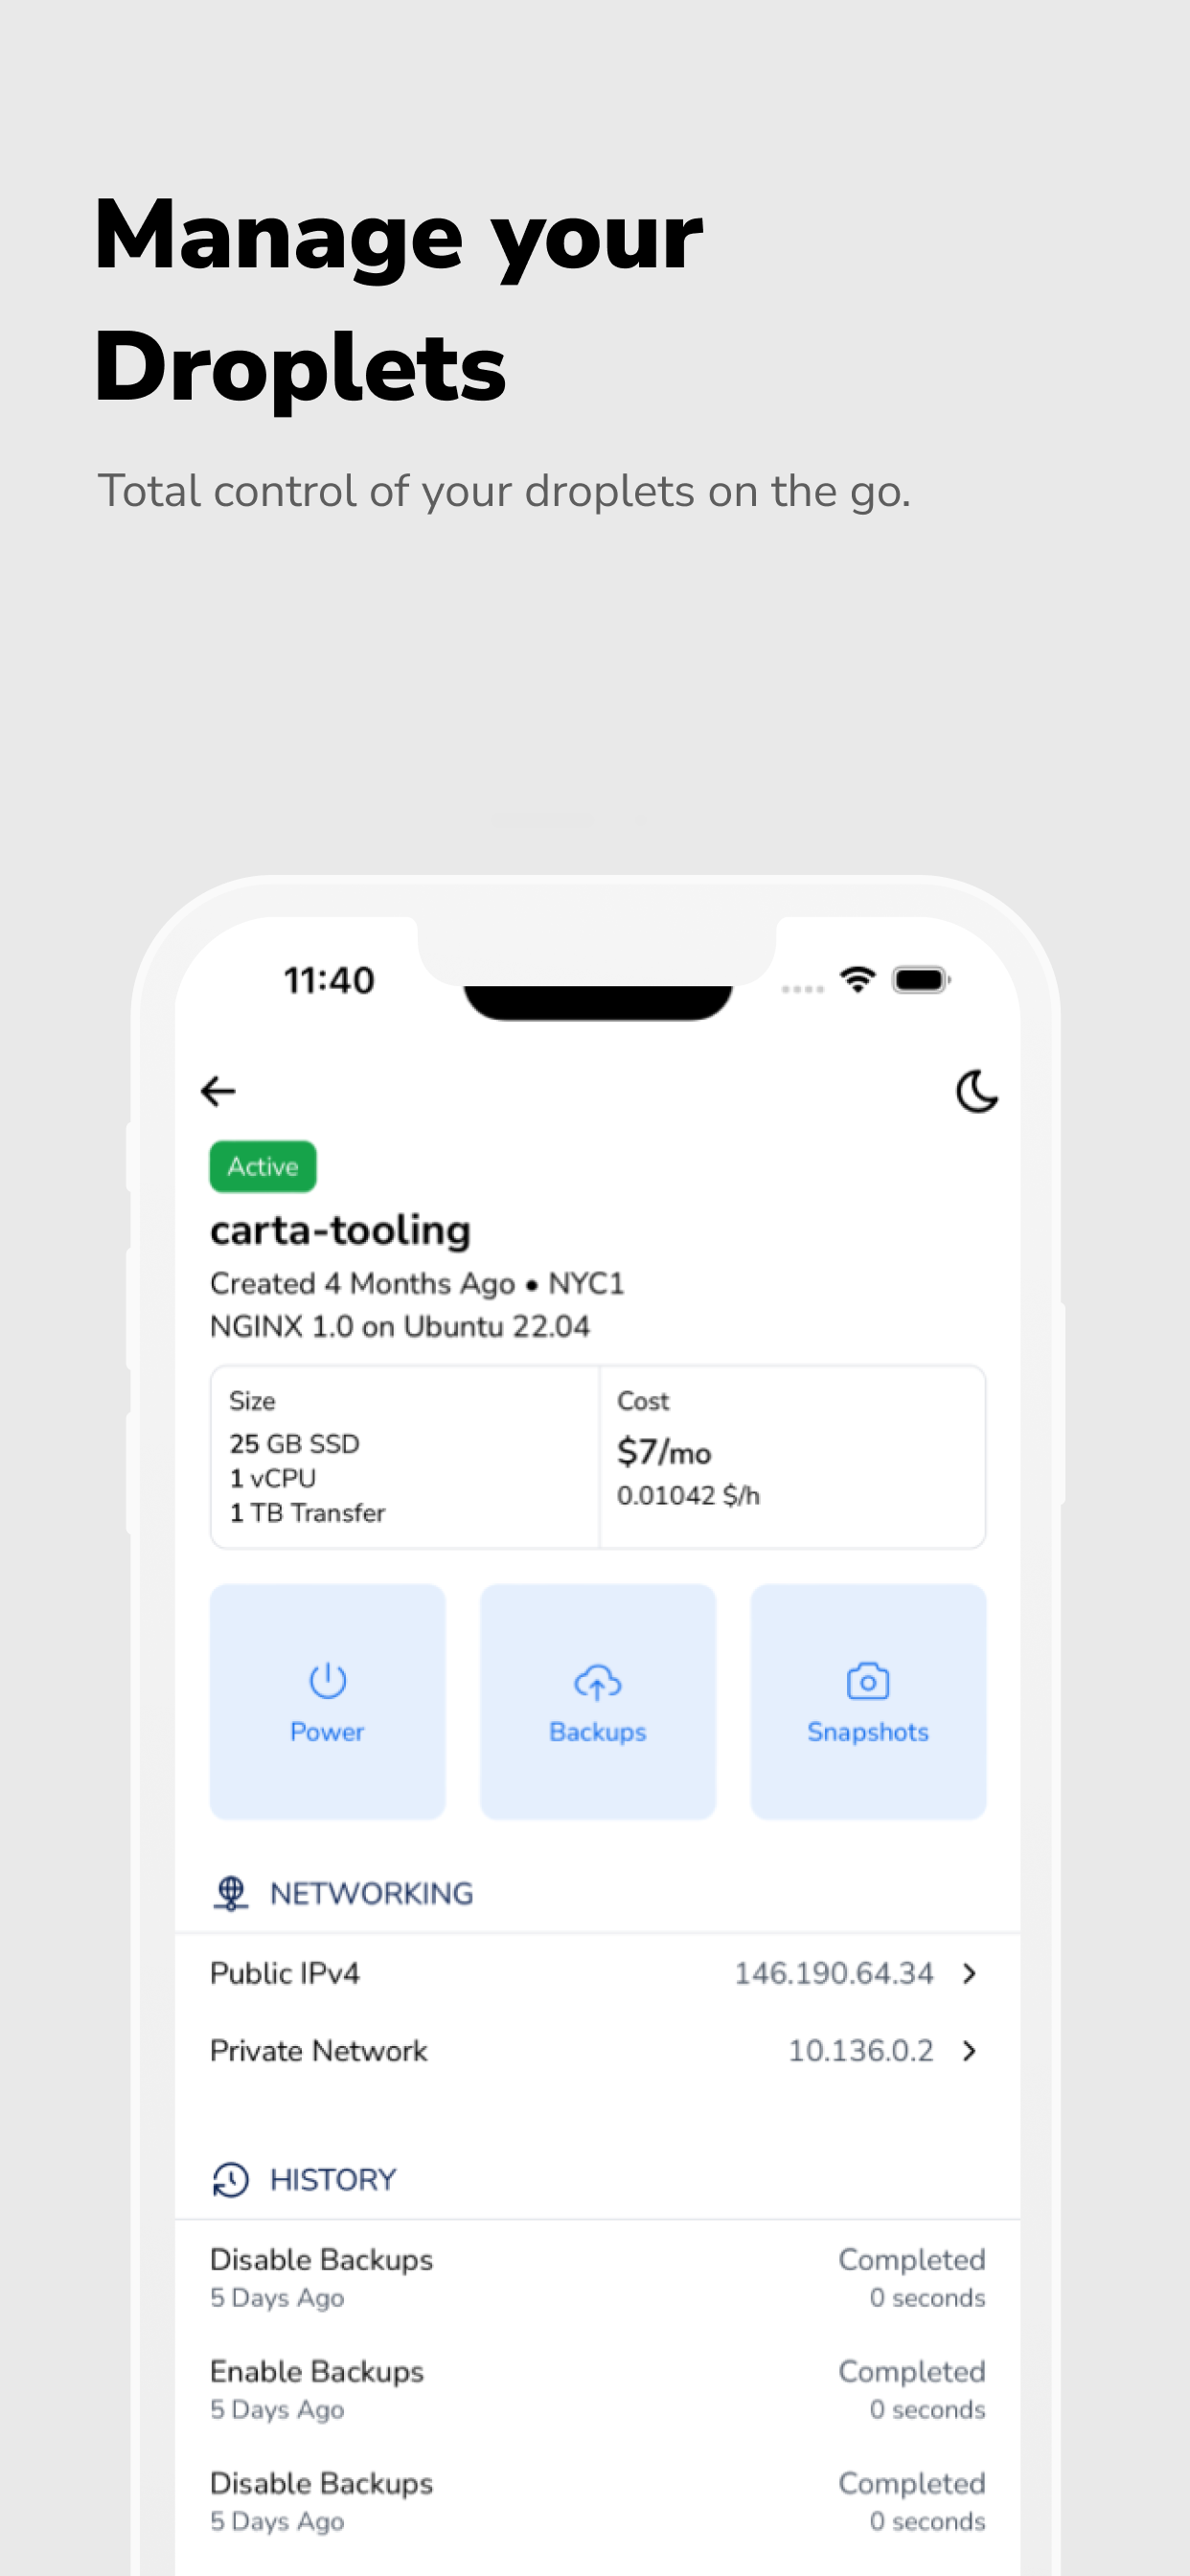 Manage your
Droplets
Total control of your droplets on the go.
11:40
Active
carta-tooling
Created 4 Months Ago • NYC1
NGINX 1.0 on Ubuntu 22.04
Size
25 GB SSD
1 vCPU
1 TB Transfer
Cost
$7/mo
0.01042 $/h
Power
Backups
Snapshots
NETWORKING
Public IPv4 146.190.64.34
Private Network 10.136.0.2
HISTORY
Disable Backups Completed
5 Days Ago 0 seconds
Enable Backups Completed
5 Days Ago 0 seconds
Disable Backups Completed
5 Days Ago 0 seconds